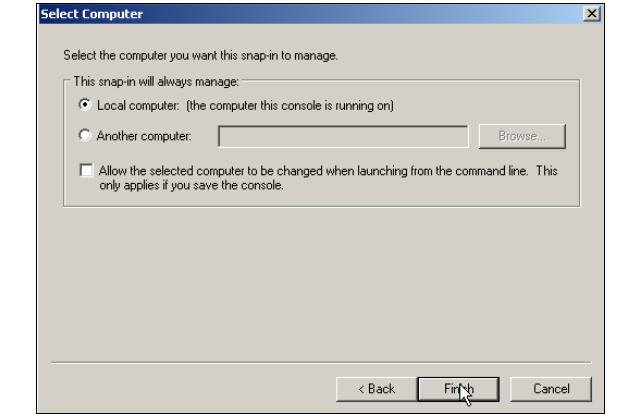 Select Computer
Select the computer you want this snap-in to manage.
This snap-in will always manage:
Local computer: (the computer this console is running on)
Another computer:
Browse...
Allow the selected computer to be changed when launching from the command line. This
only applies if you save the console.
< Back
Finish
Cancel